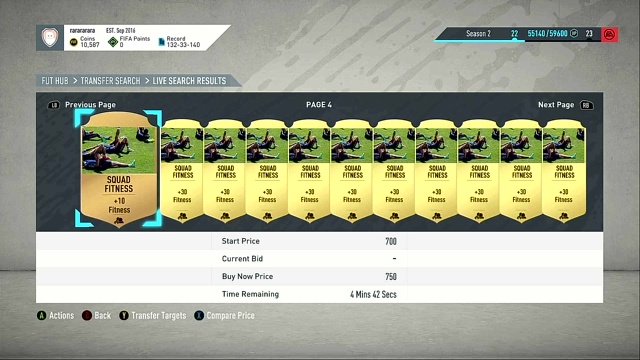 rararara EST. Sep 2016
Coins 10,587
FIFA Points 0
Record 132-33-140
Season 2 22 55140/59600 SP 23
FUT HUB > TRANSFER SEARCH > LIVE SEARCH RESULTS
LB Previous Page PAGE 4 Next Page RB
SQUAD FITNESS +10 Fitness
SQUAD FITNESS +30 Fitness
SQUAD FITNESS +30 Fitness
SQUAD FITNESS +30 Fitness
SQUAD FITNESS +30 Fitness
SQUAD FITNESS +30 Fitness
SQUAD FITNESS +30 Fitness
SQUAD FITNESS +30 Fitness
SQUAD FITNESS +30 Fitness
SQUAD FITNESS +30 Fitness
SQUAD FITNESS +30 Fitness
Start Price 700
Current Bid -
Buy Now Price 750
Time Remaining 4 Mins 42 Secs
A Actions B Back Y Transfer Targets X Compare Price